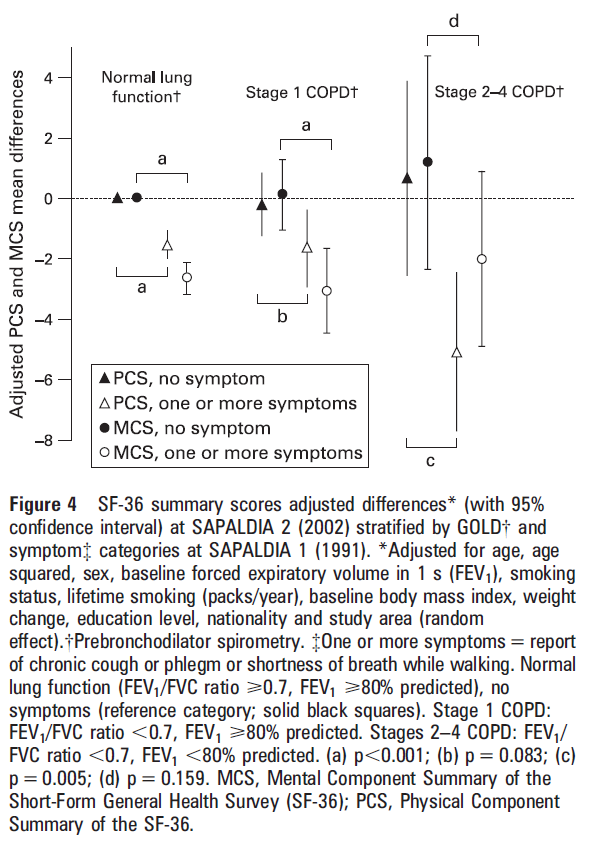 d
Normal lung
function†
Stage 1 COPD†
Stage 2–4 COPD†
a
a
4
2
0
−2
−4
−6
−8
Adjusted PCS and MCS mean differences
a
b
c
▲ PCS, no symptom
△ PCS, one or more symptoms
● MCS, no symptom
○ MCS, one or more symptoms
Figure 4 SF-36 summary scores adjusted differences* (with 95%
confidence interval) at SAPALDIA 2 (2002) stratified by GOLD† and
symptom‡ categories at SAPALDIA 1 (1991). *Adjusted for age, age
squared, sex, baseline forced expiratory volume in 1 s (FEV₁), smoking
status, lifetime smoking (packs/year), baseline body mass index, weight
change, education level, nationality and study area (random
effect).†Prebronchodilator spirometry. ‡One or more symptoms = report
of chronic cough or phlegm or shortness of breath while walking. Normal
lung function (FEV₁/FVC ratio ⩾0.7, FEV₁ ⩾80% predicted), no
symptoms (reference category; solid black squares). Stage 1 COPD:
FEV₁/FVC ratio <0.7, FEV₁ ⩾80% predicted. Stages 2–4 COPD: FEV₁/
FVC ratio <0.7, FEV₁ <80% predicted. (a) p<0.001; (b) p = 0.083; (c)
p = 0.005; (d) p = 0.159. MCS, Mental Component Summary of the
Short-Form General Health Survey (SF-36); PCS, Physical Component
Summary of the SF-36.